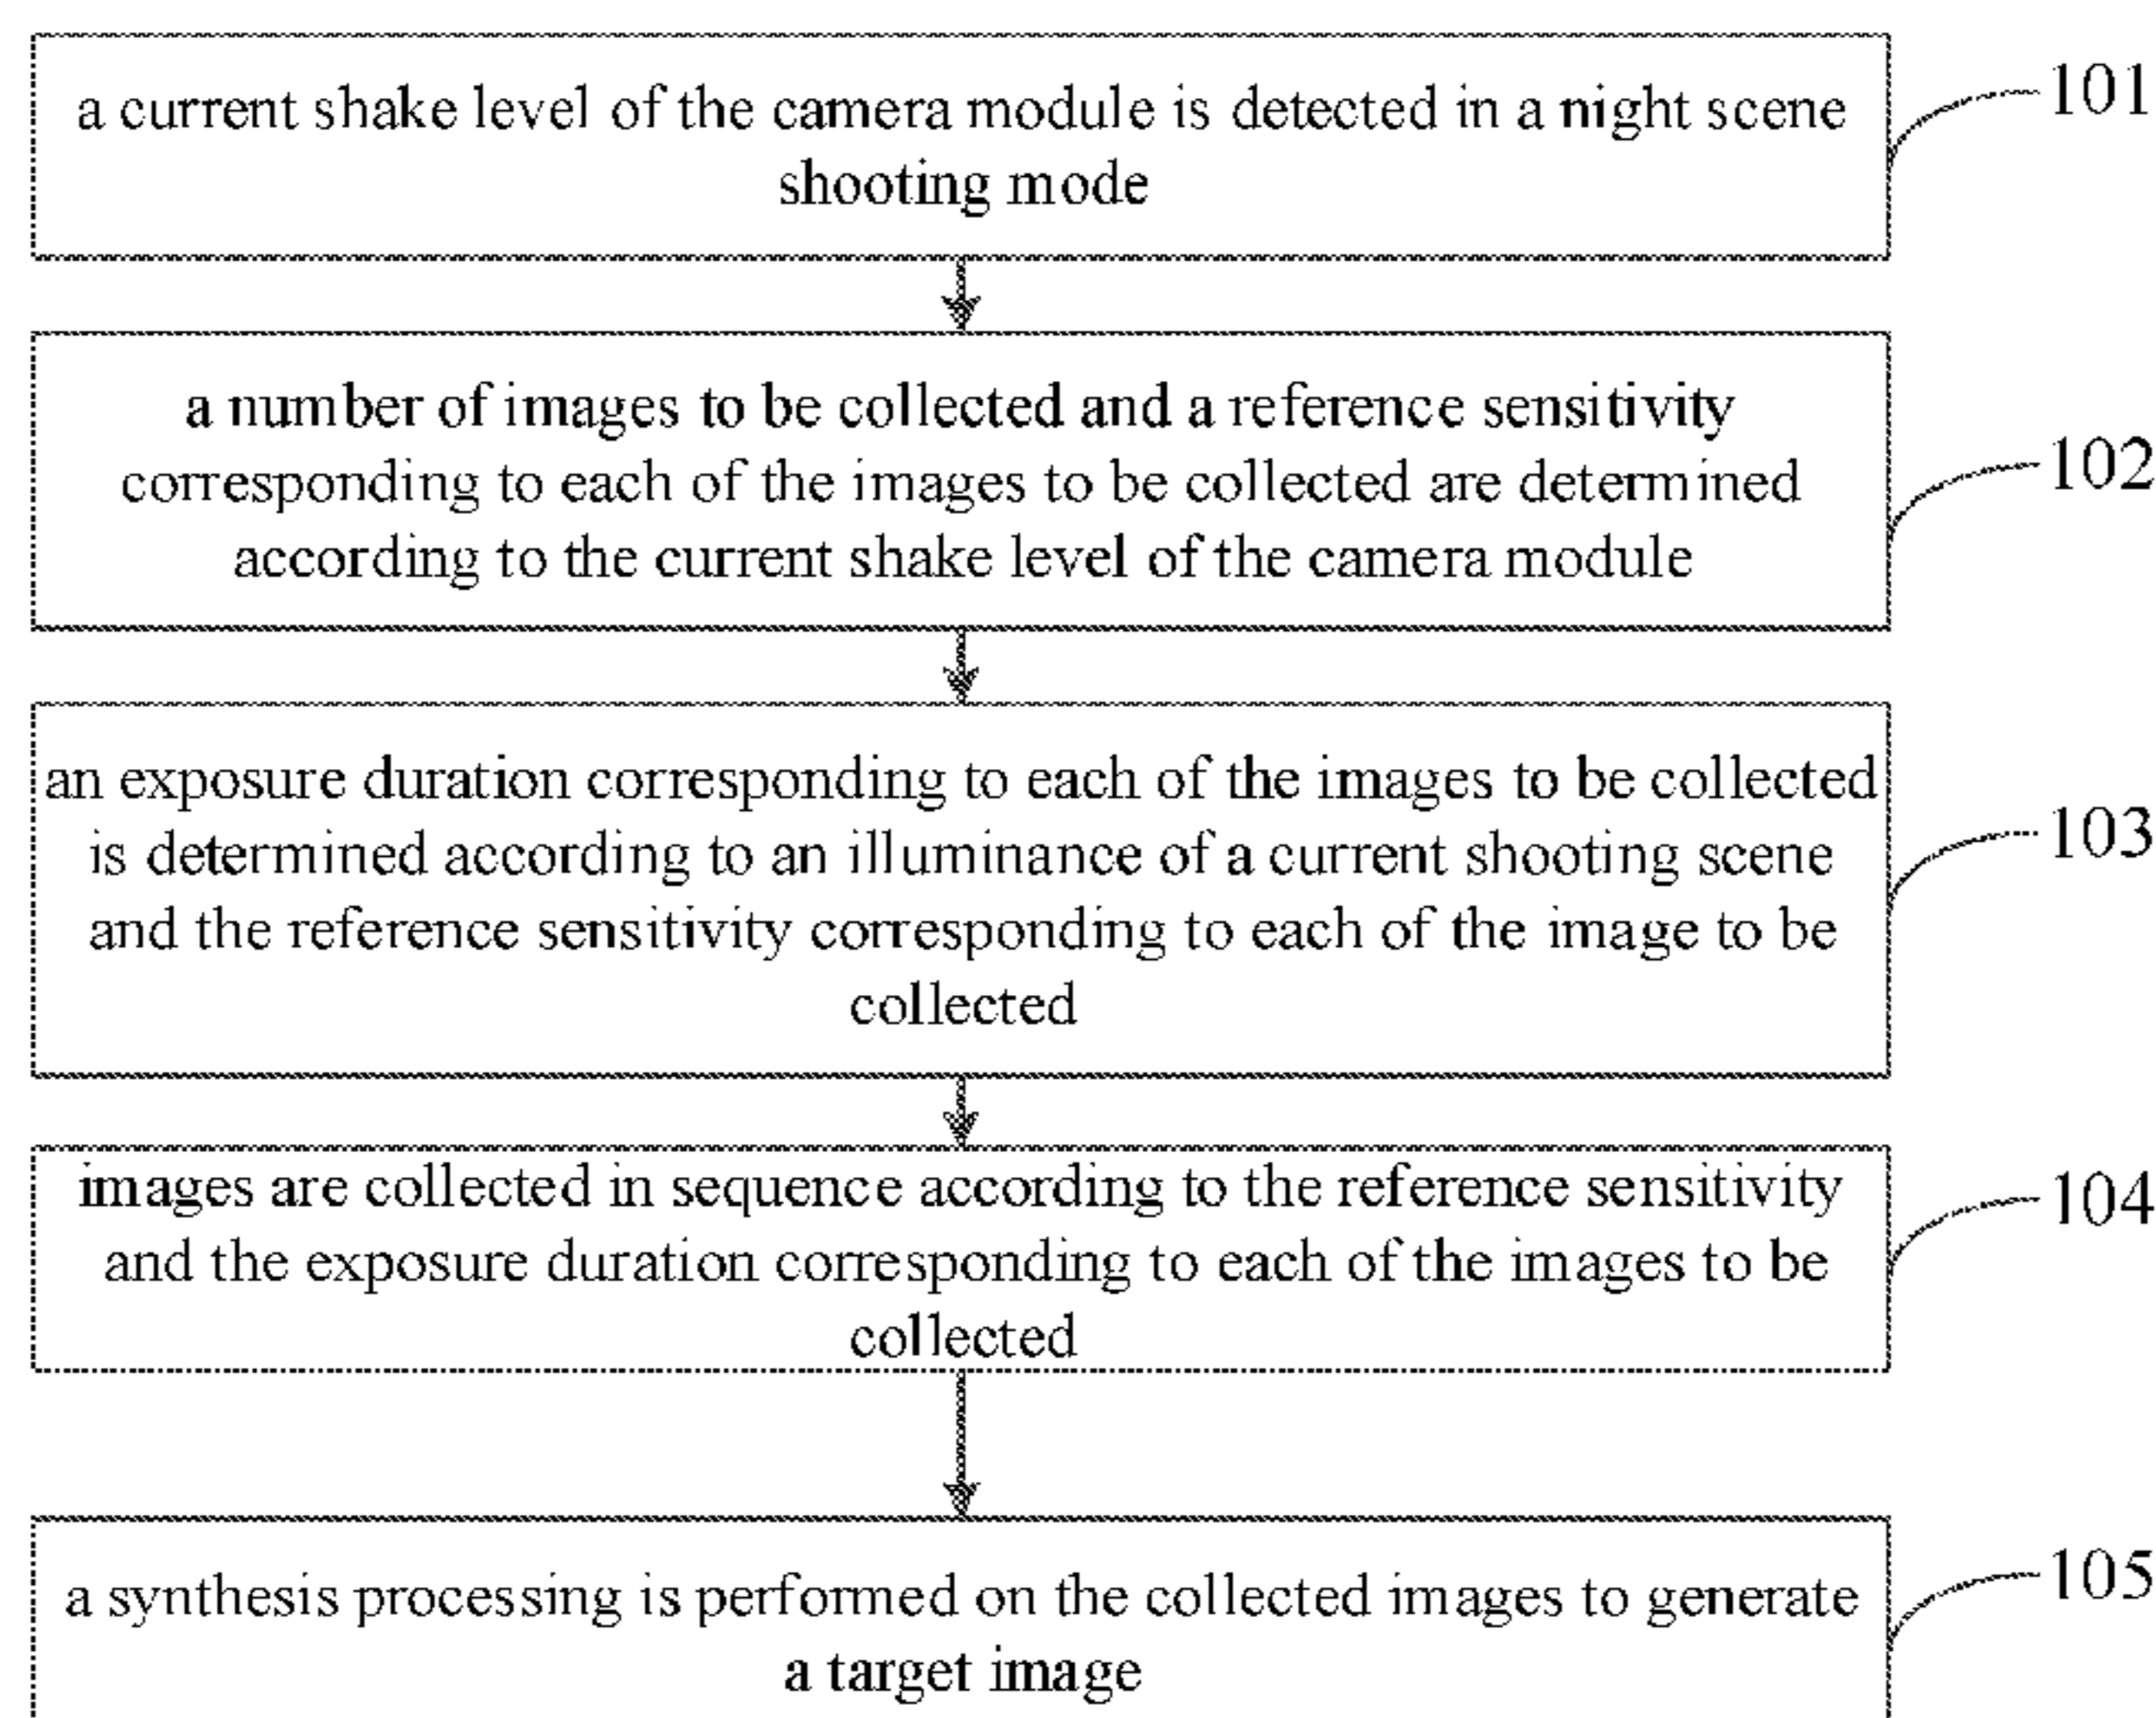 a current shake level of the camera module is detected in a night scene
shooting mode
101
a number of images to be collected and a reference sensitivity
corresponding to each of the images to be collected are determined
according to the current shake level of the camera module
102
an exposure duration corresponding to each of the images to be collected
is determined according to an illuminance of a current shooting scene
and the reference sensitivity corresponding to each of the image to be
collected
103
images are collected in sequence according to the reference sensitivity
and the exposure duration corresponding to each of the images to be
collected
104
a synthesis processing is performed on the collected images to generate
a target image
105